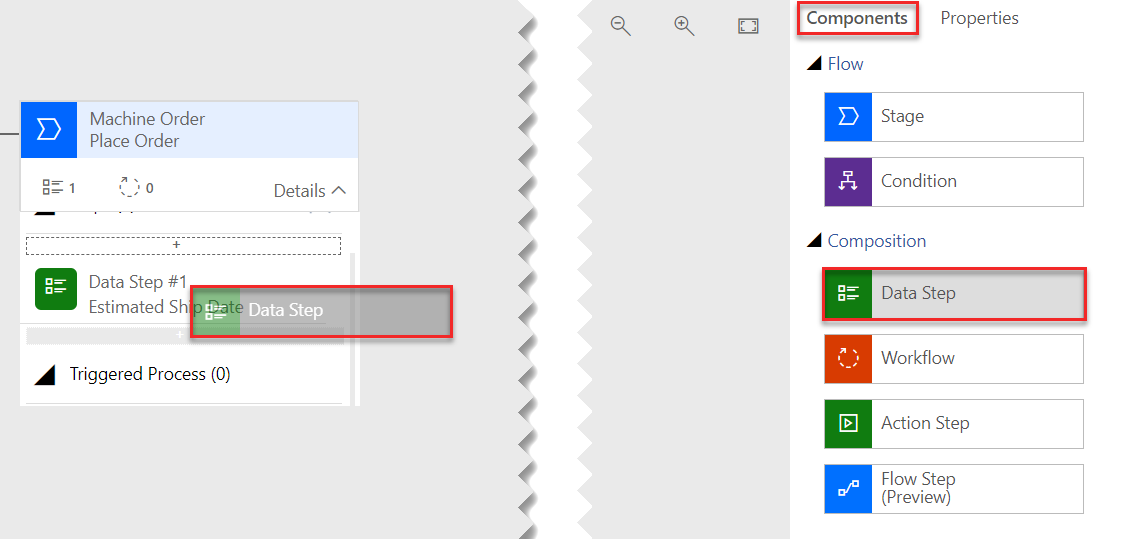 Machine Order
Place Order
1
0
Details
+
Data Step #1
Estimated Ship Date
Data Step
+
Triggered Process (0)
Components
Properties
Flow
Stage
Condition
Composition
Data Step
Workflow
Action Step
Flow Step
(Preview)